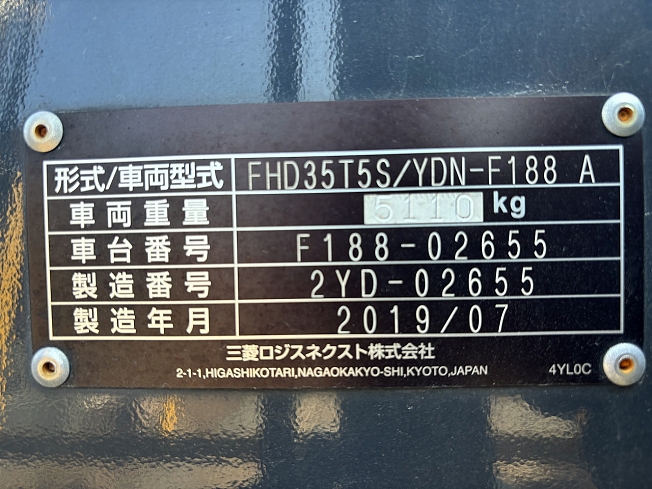 形式/車両型式 FHD35T5S/YDN-F188 A
車両重量 5110 kg
車台番号 F188-02655
製造番号 2YD-02655
製造年月 2019/07
三菱ロジスネクスト株式会社
2-1-1,HIGASHIKOTARI,NAGAOKAKYO-SHI,KYOTO,JAPAN 4YL0C